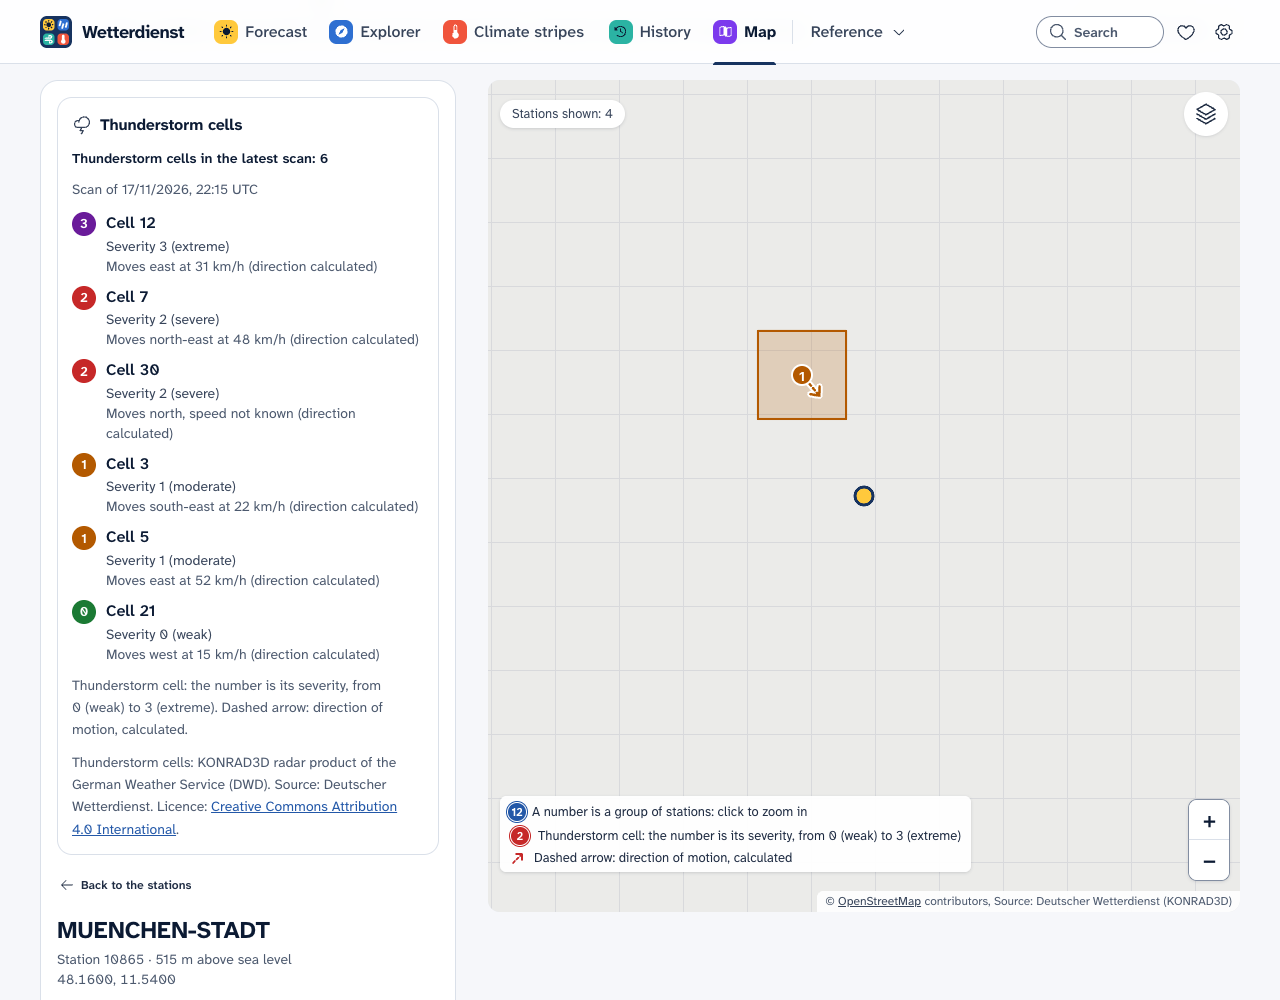 Wetterdienst
Forecast
Explorer
Climate stripes
History
Map
Reference
Search
Thunderstorm cells
Thunderstorm cells in the latest scan: 6
Scan of 17/11/2026, 22:15 UTC
3
Cell 12
Severity 3 (extreme)
Moves east at 31 km/h (direction calculated)
2
Cell 7
Severity 2 (severe)
Moves north-east at 48 km/h (direction calculated)
2
Cell 30
Severity 2 (severe)
Moves north, speed not known (direction
calculated)
1
Cell 3
Severity 1 (moderate)
Moves south-east at 22 km/h (direction calculated)
1
Cell 5
Severity 1 (moderate)
Moves east at 52 km/h (direction calculated)
0
Cell 21
Severity 0 (weak)
Moves west at 15 km/h (direction calculated)
Thunderstorm cell: the number is its severity, from
0 (weak) to 3 (extreme). Dashed arrow: direction of
motion, calculated.
Thunderstorm cells: KONRAD3D radar product of the
German Weather Service (DWD). Source: Deutscher
Wetterdienst. Licence: Creative Commons Attribution
4.0 International.
Back to the stations
MUENCHEN-STADT
Station 10865 · 515 m above sea level
48.1600, 11.5400
Stations shown: 4
1
12 A number is a group of stations: click to zoom in
2 Thunderstorm cell: the number is its severity, from 0 (weak) to 3 (extreme)
Dashed arrow: direction of motion, calculated
+
−
© OpenStreetMap contributors, Source: Deutscher Wetterdienst (KONRAD3D)